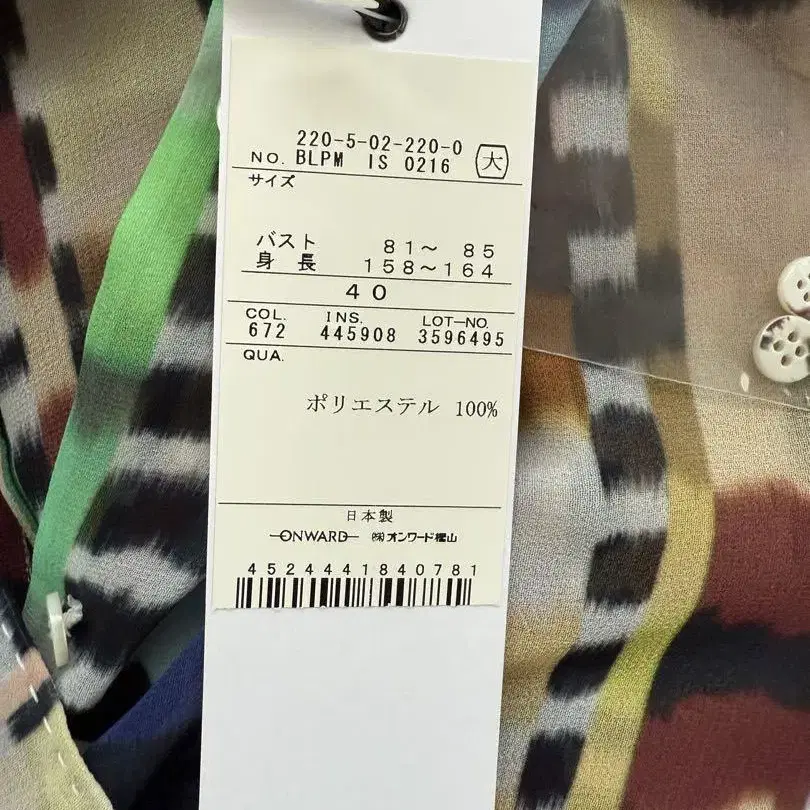 220-5-02-220-0
NO. BLPM IS 0216 大
サイズ
バスト 81～ 85
身 長 158～164
40
COL. INS. LOT-NO.
672 445908 3596495
QUA.
ポリエステル 100%
日本製
ONWARD ㈱オンワード樫山
4524441840781